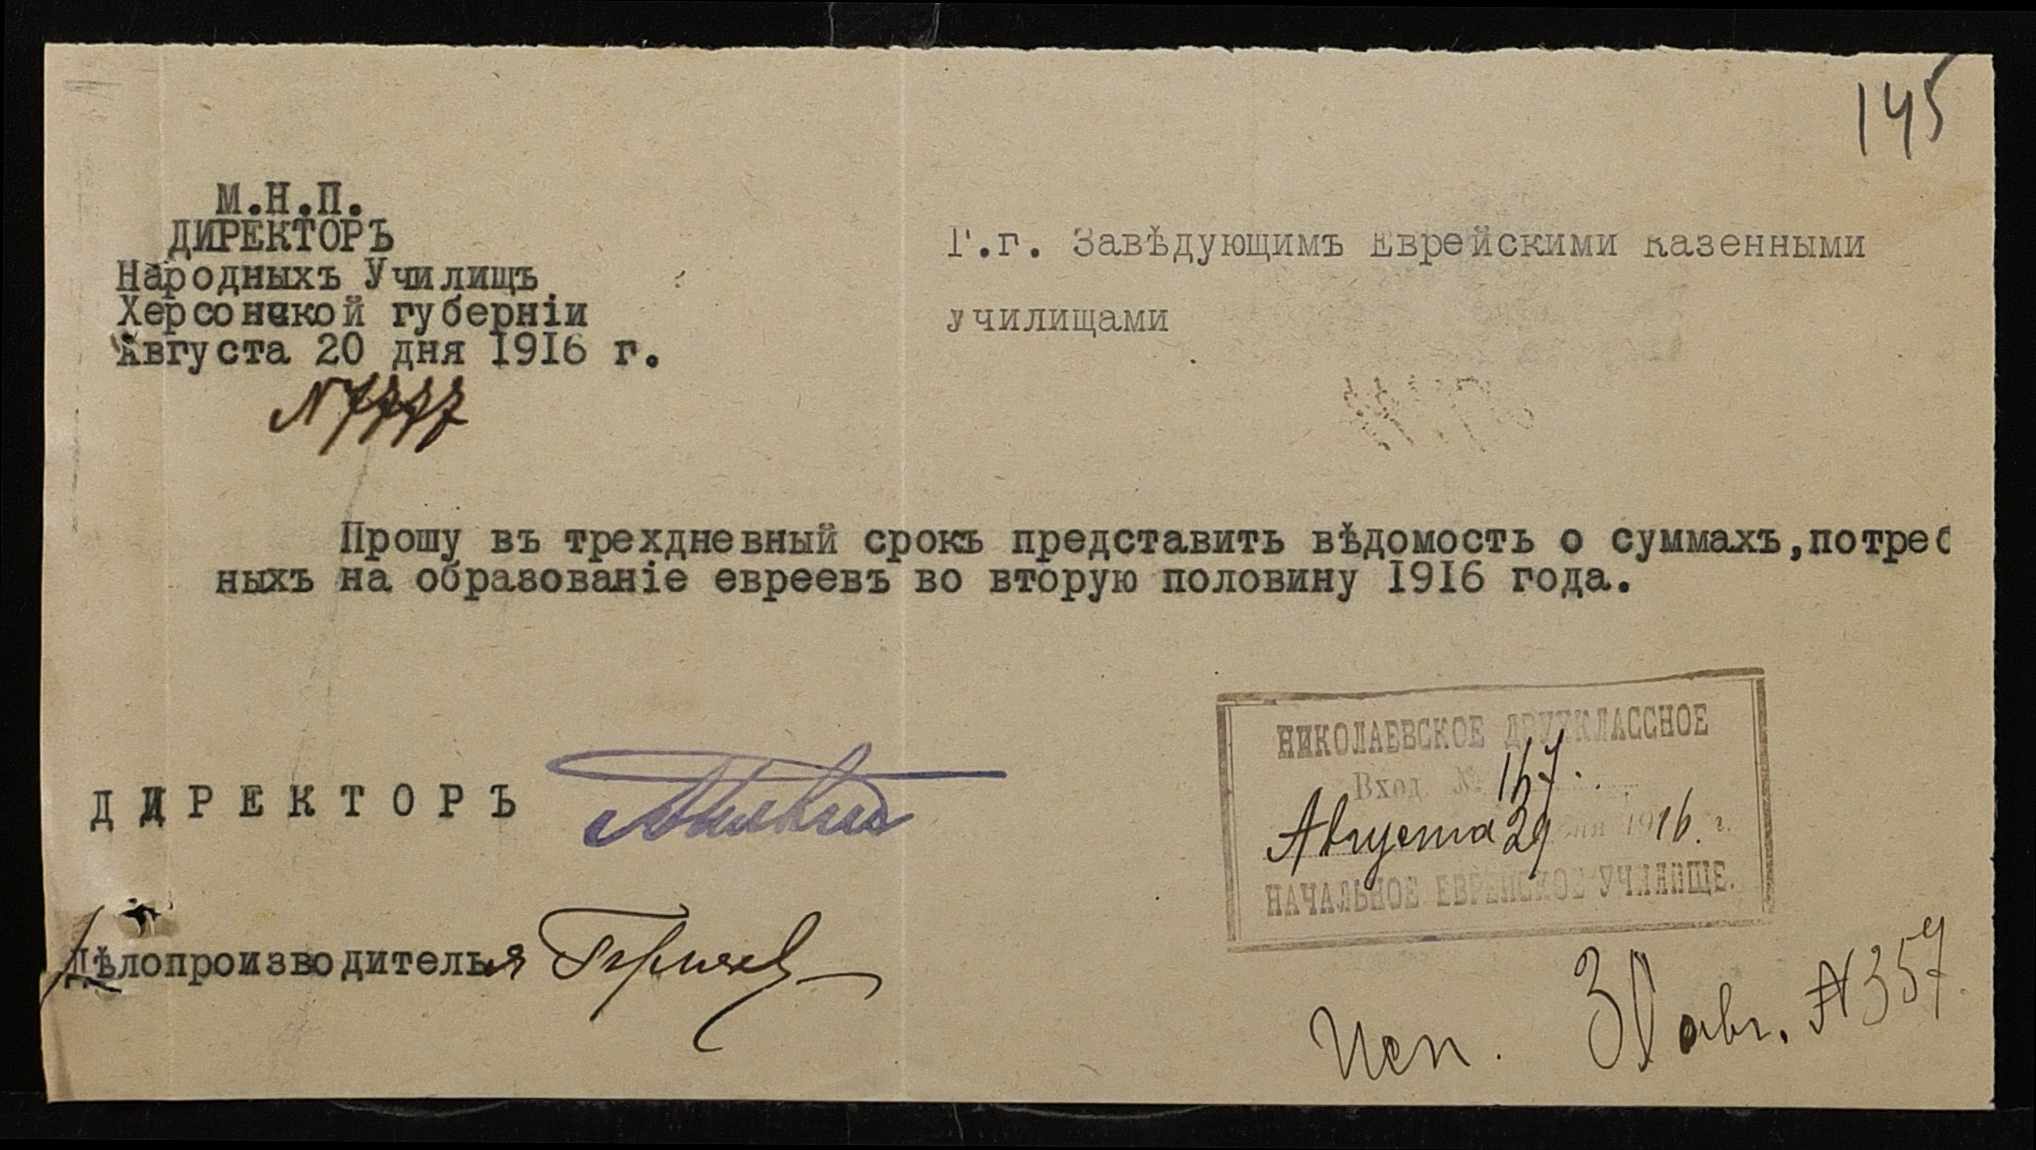 145
М.Н.П.
ДИРЕКТОРЪ
Народныхъ Училищъ
Херсонской губерніи
Августа 20 дня 1916 г.
N 7777
Г.г. Завѣдующимъ Еврейскими Казенными
училищами
Прошу въ трехдневный срокъ представить вѣдомость о суммахъ,потреб
ныхъ на образованіе евреевъ во вторую половину 1916 года.
ДИРЕКТОРЪ
Дѣлопроизводитель
НИКОЛАЕВСКОЕ ДВУХКЛАССНОЕ
Вход. № 167.
Августа 29 дня 1916. г.
НАЧАЛЬНОЕ ЕВРЕЙСКОЕ УЧИЛИЩЕ.
Исп. 30 авг. № 357.